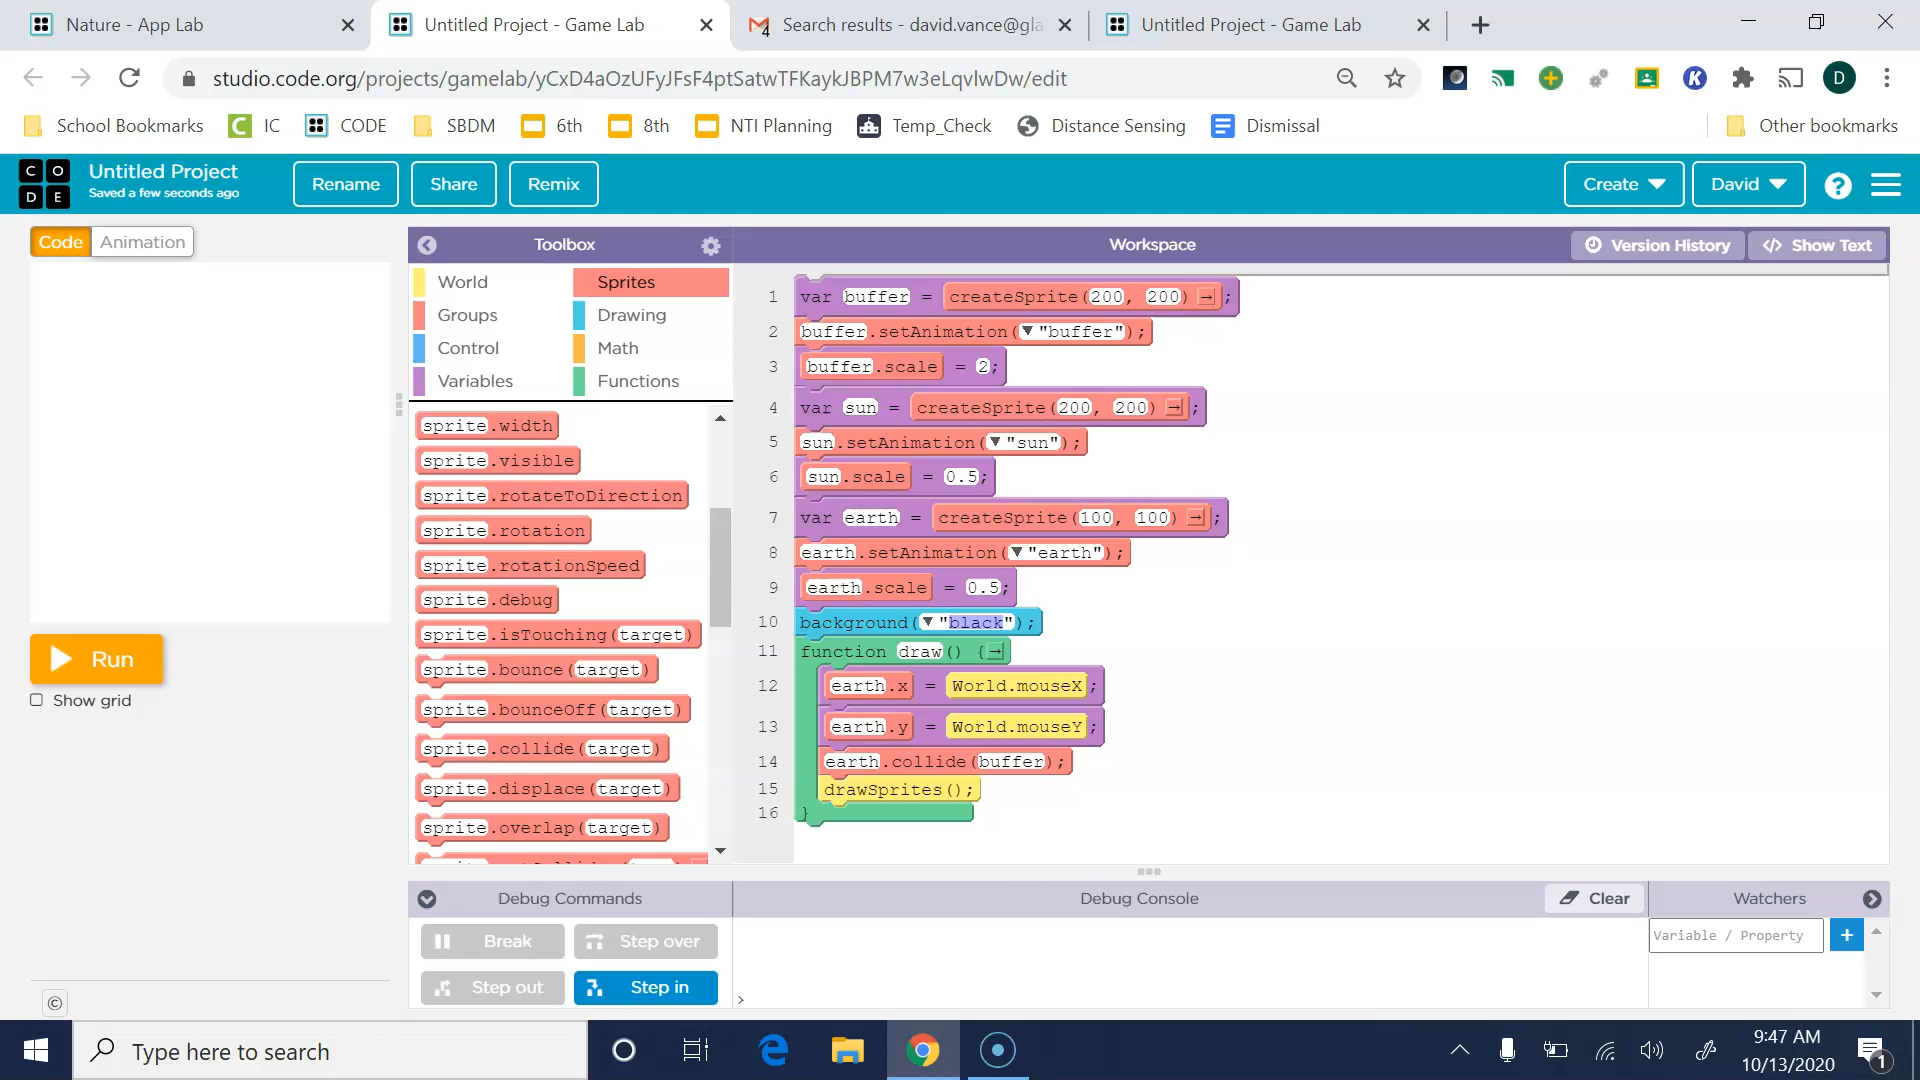 Nature - App Lab
Untitled Project - Game Lab
Search results - david.vance@gla
Untitled Project - Game Lab
studio.code.org/projects/gamelab/yCxD4aOzUFyJFsF4ptSatwTFKaykJBPM7w3eLqvlwDw/edit
K
D
School Bookmarks
IC
CODE
SBDM
6th
8th
NTI Planning
Temp_Check
Distance Sensing
Dismissal
Other bookmarks
C O
D E
Untitled Project
Saved a few seconds ago
Rename
Share
Remix
Create
David
?
Code
Animation
Toolbox
Workspace
Version History
Show Text
World
Sprites
Groups
Drawing
Control
Math
Variables
Functions
sprite.width
sprite.visible
sprite.rotateToDirection
sprite.rotation
sprite.rotationSpeed
sprite.debug
sprite.isTouching(target)
sprite.bounce(target)
sprite.bounceOff(target)
sprite.collide(target)
sprite.displace(target)
sprite.overlap(target)
1 var buffer = createSprite(200, 200) → ;
2 buffer.setAnimation(▼"buffer");
3 buffer.scale = 2;
4 var sun = createSprite(200, 200) → ;
5 sun.setAnimation(▼"sun");
6 sun.scale = 0.5;
7 var earth = createSprite(100, 100) → ;
8 earth.setAnimation(▼"earth");
9 earth.scale = 0.5;
10 background(▼"black");
11 function draw() {→
12 earth.x = World.mouseX;
13 earth.y = World.mouseY;
14 earth.collide(buffer);
15 drawSprites();
16 }
Run
Show grid
Debug Commands
Debug Console
Clear
Watchers
Break
Step over
Step out
Step in
>
Variable / Property
+
©
Type here to search
9:47 AM
10/13/2020
1